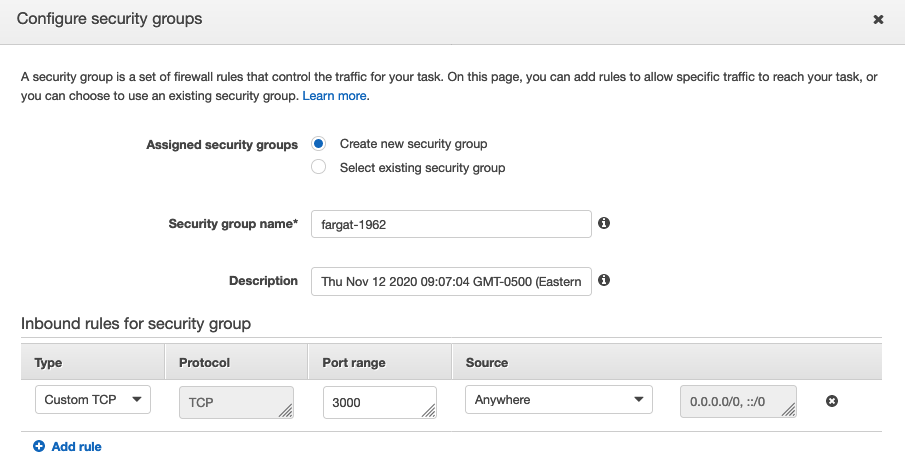 Configure security groups
A security group is a set of firewall rules that control the traffic for your task. On this page, you can add rules to allow specific traffic to reach your task, or
you can choose to use an existing security group. Learn more.
Assigned security groups Create new security group
Select existing security group
Security group name* fargat-1962
Description Thu Nov 12 2020 09:07:04 GMT-0500 (Eastern
Inbound rules for security group
Type Protocol Port range Source
Custom TCP TCP 3000 Anywhere 0.0.0.0/0, ::/0
Add rule